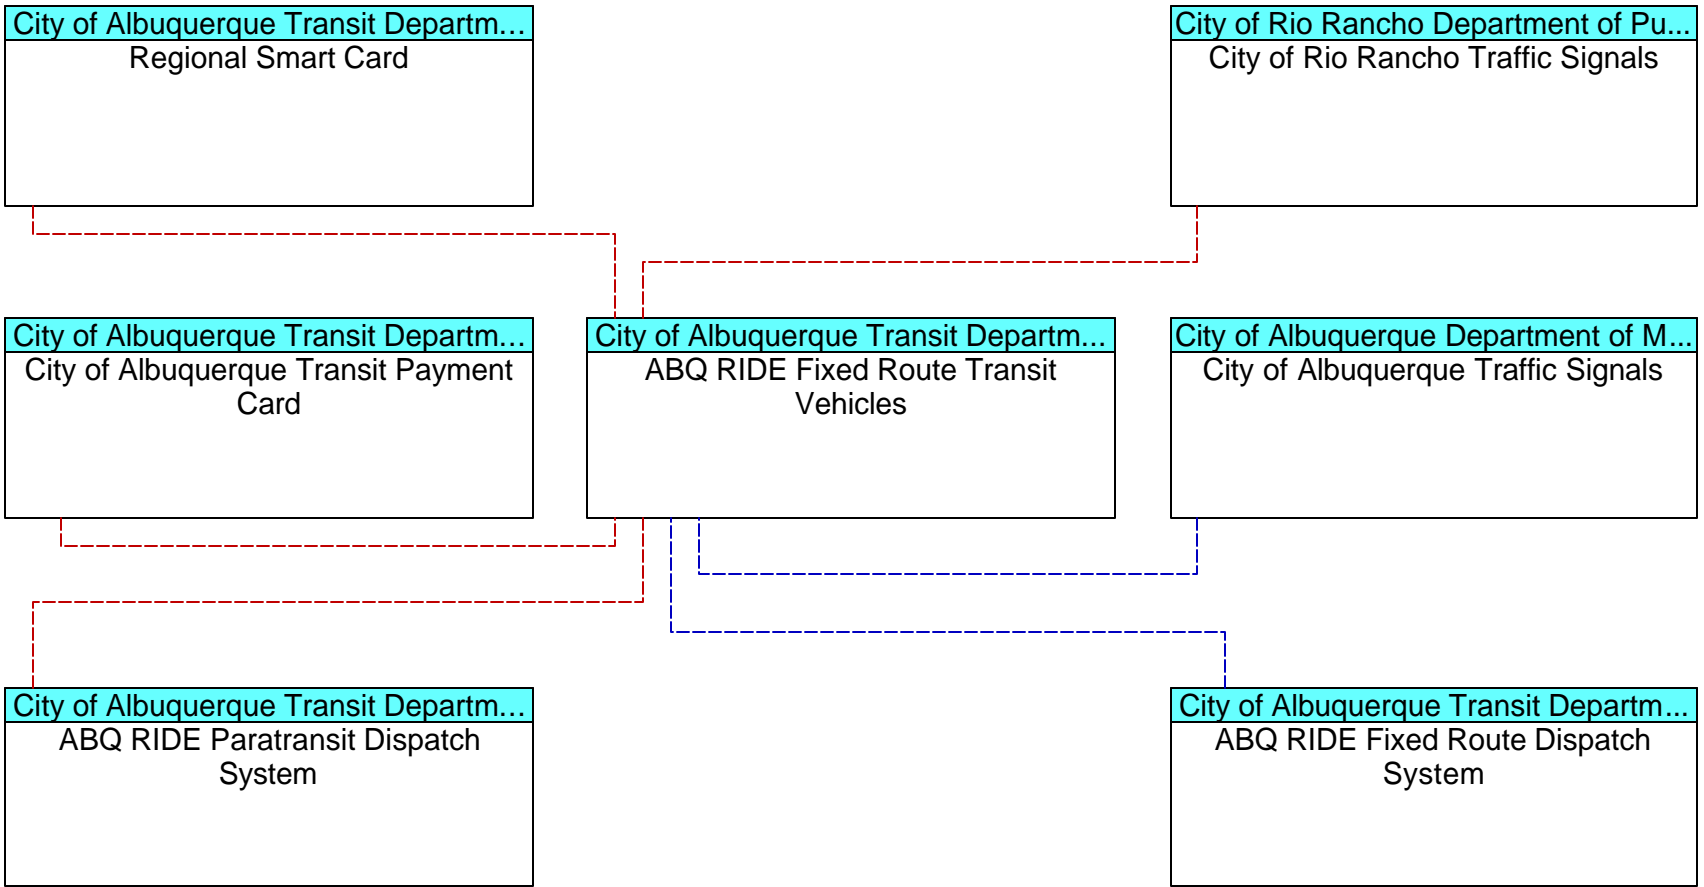 City of Albuquerque Transit Departm...
Regional Smart Card
City of Rio Rancho Department of Pu...
City of Rio Rancho Traffic Signals
City of Albuquerque Transit Departm...
City of Albuquerque Transit Payment
Card
City of Albuquerque Transit Departm...
ABQ RIDE Fixed Route Transit
Vehicles
City of Albuquerque Department of M...
City of Albuquerque Traffic Signals
City of Albuquerque Transit Departm...
ABQ RIDE Paratransit Dispatch
System
City of Albuquerque Transit Departm...
ABQ RIDE Fixed Route Dispatch
System